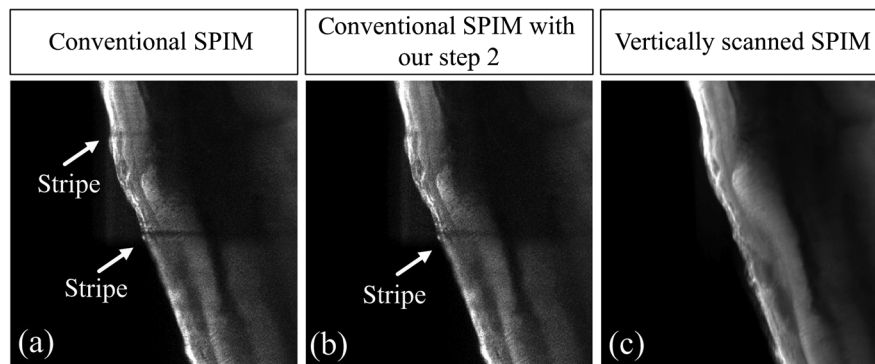 Conventional SPIM
Conventional SPIM with
our step 2
Vertically scanned SPIM
Stripe
Stripe
(a)
Stripe
(b)
(c)